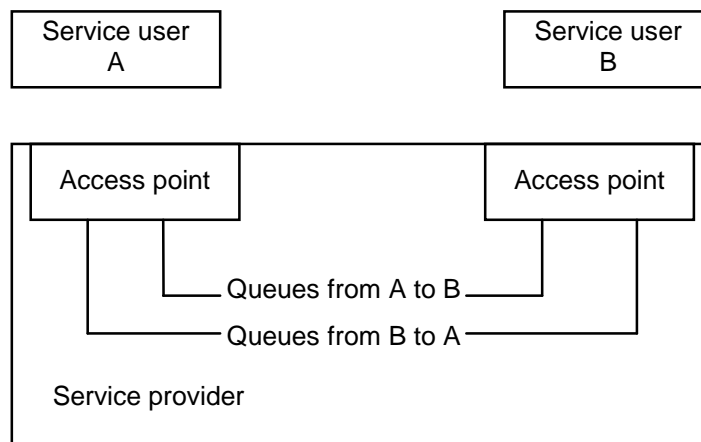 Service user
A
Service user
B
Access point
Access point
Queues from A to B
Queues from B to A
Service provider